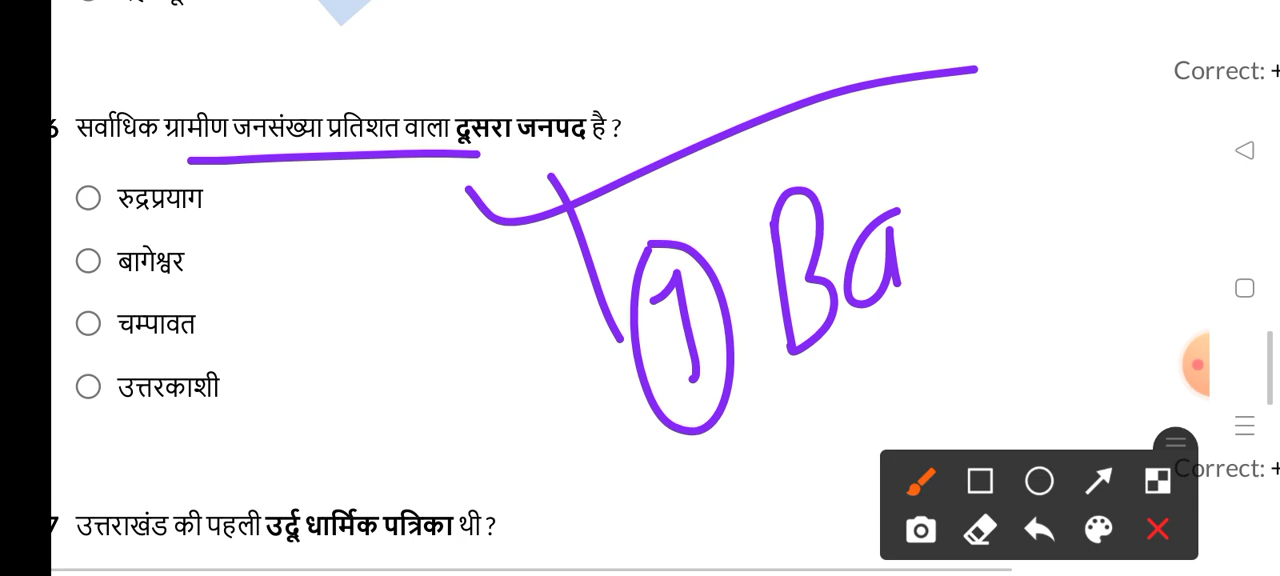 Correct: +
6 सर्वाधिक ग्रामीण जनसंख्या प्रतिशत वाला दूसरा जनपद है ?
रुद्रप्रयाग
बागेश्वर
चम्पावत
उत्तरकाशी
1 Ba
Correct: +
7 उत्तराखंड की पहली उर्दू धार्मिक पत्रिका थी ?